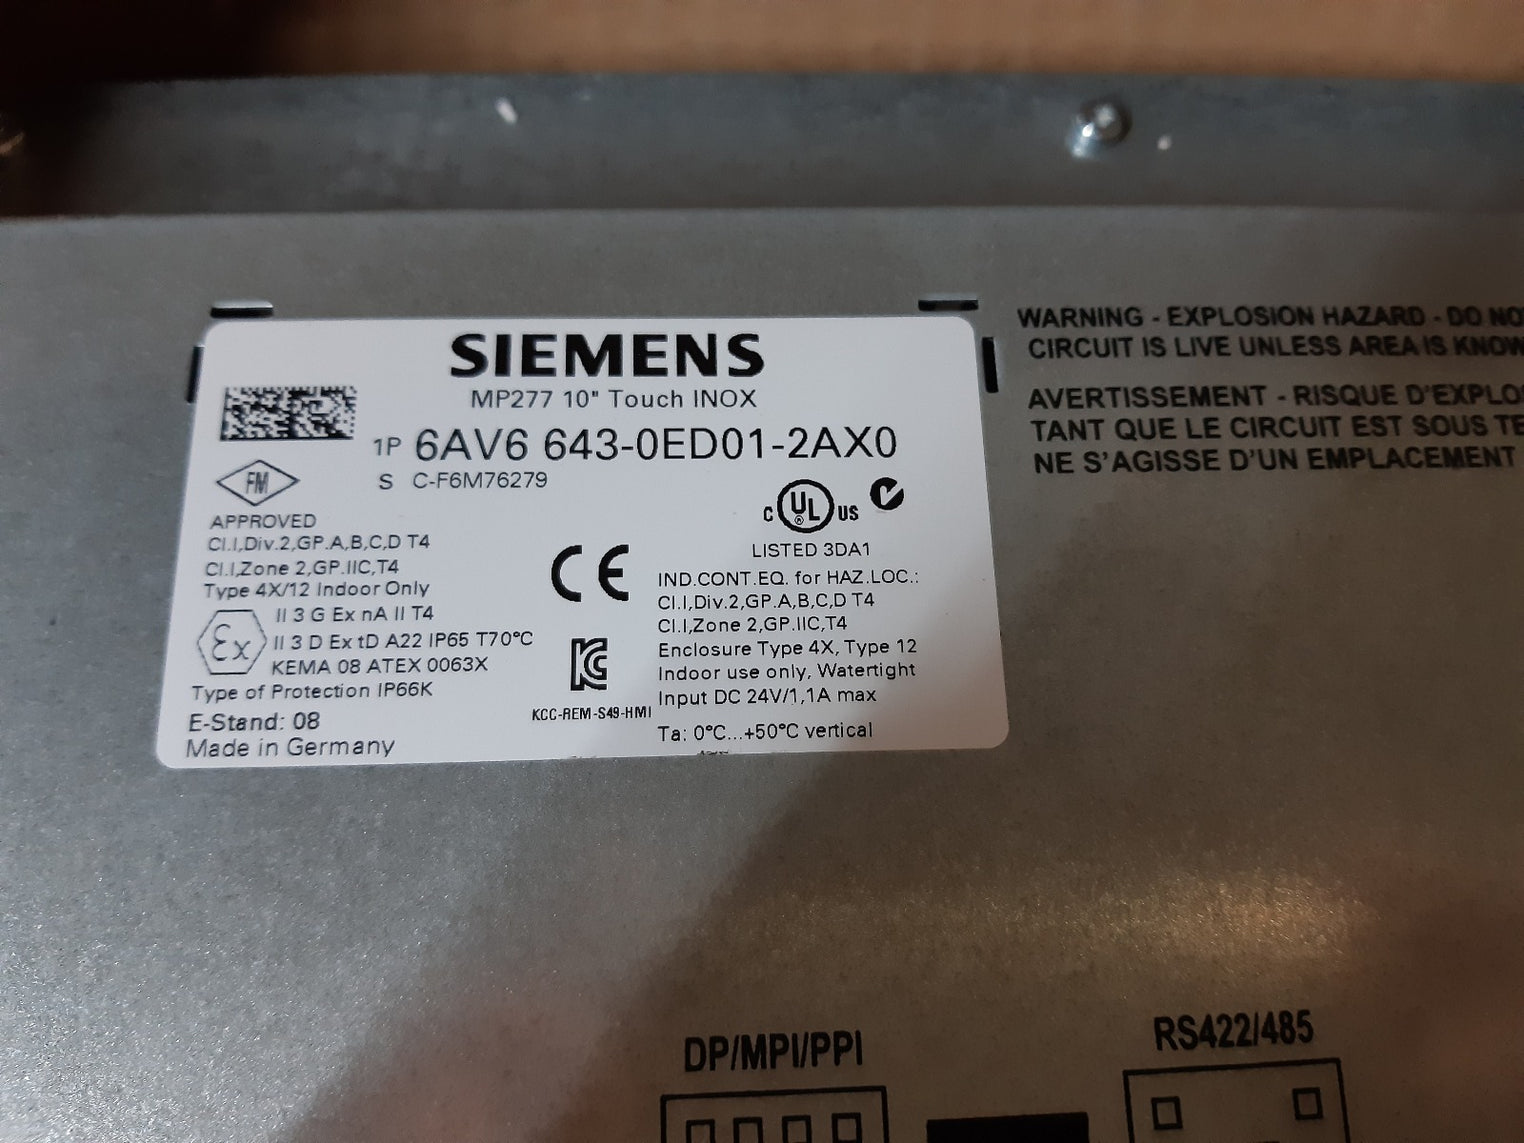 SIEMENS
MP277 10" Touch INOX
1P 6AV6 643-0ED01-2AX0
S C-F6M76279
FM
APPROVED
Cl.I,Div.2,GP.A,B,C,D T4
Cl.I,Zone 2,GP.IIC,T4
Type 4X/12 Indoor Only
Ex
II 3 G Ex nA II T4
II 3 D Ex tD A22 IP65 T70°C
KEMA 08 ATEX 0063X
Type of Protection IP66K
E-Stand: 08
Made in Germany
CE
KCC-REM-S49-HMI
C UL US
®
LISTED 3DA1
IND.CONT.EQ. for HAZ.LOC.:
Cl.I,Div.2,GP.A,B,C,D T4
Cl.I,Zone 2,GP.IIC,T4
Enclosure Type 4X, Type 12
Indoor use only, Watertight
Input DC 24V/1,1A max
Ta: 0°C...+50°C vertical
WARNING - EXPLOSION HAZARD - DO
CIRCUIT IS LIVE UNLESS AREA IS
AVERTISSEMENT - RISQUE
TANT QUE LE CIRCUIT EST SOUS
NE S'AGISSE D'UN EMPLACEMENT
DP/MPI/PPI
RS422/485